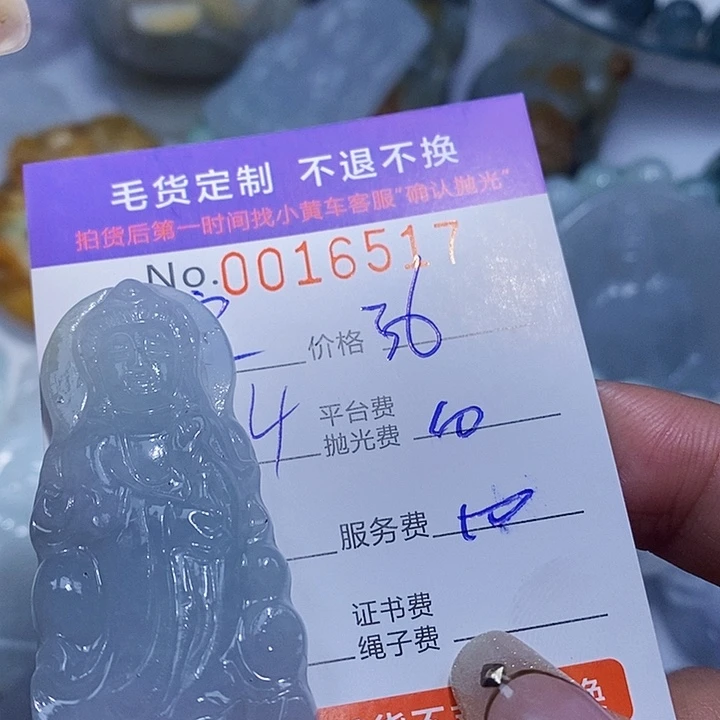 毛货定制 不退不换
拍货后第一时间找小黄车客服“确认抛光”
No.0016517
价格 36
4 平台费
抛光费 10
服务费 10
证书费
绳子费
换